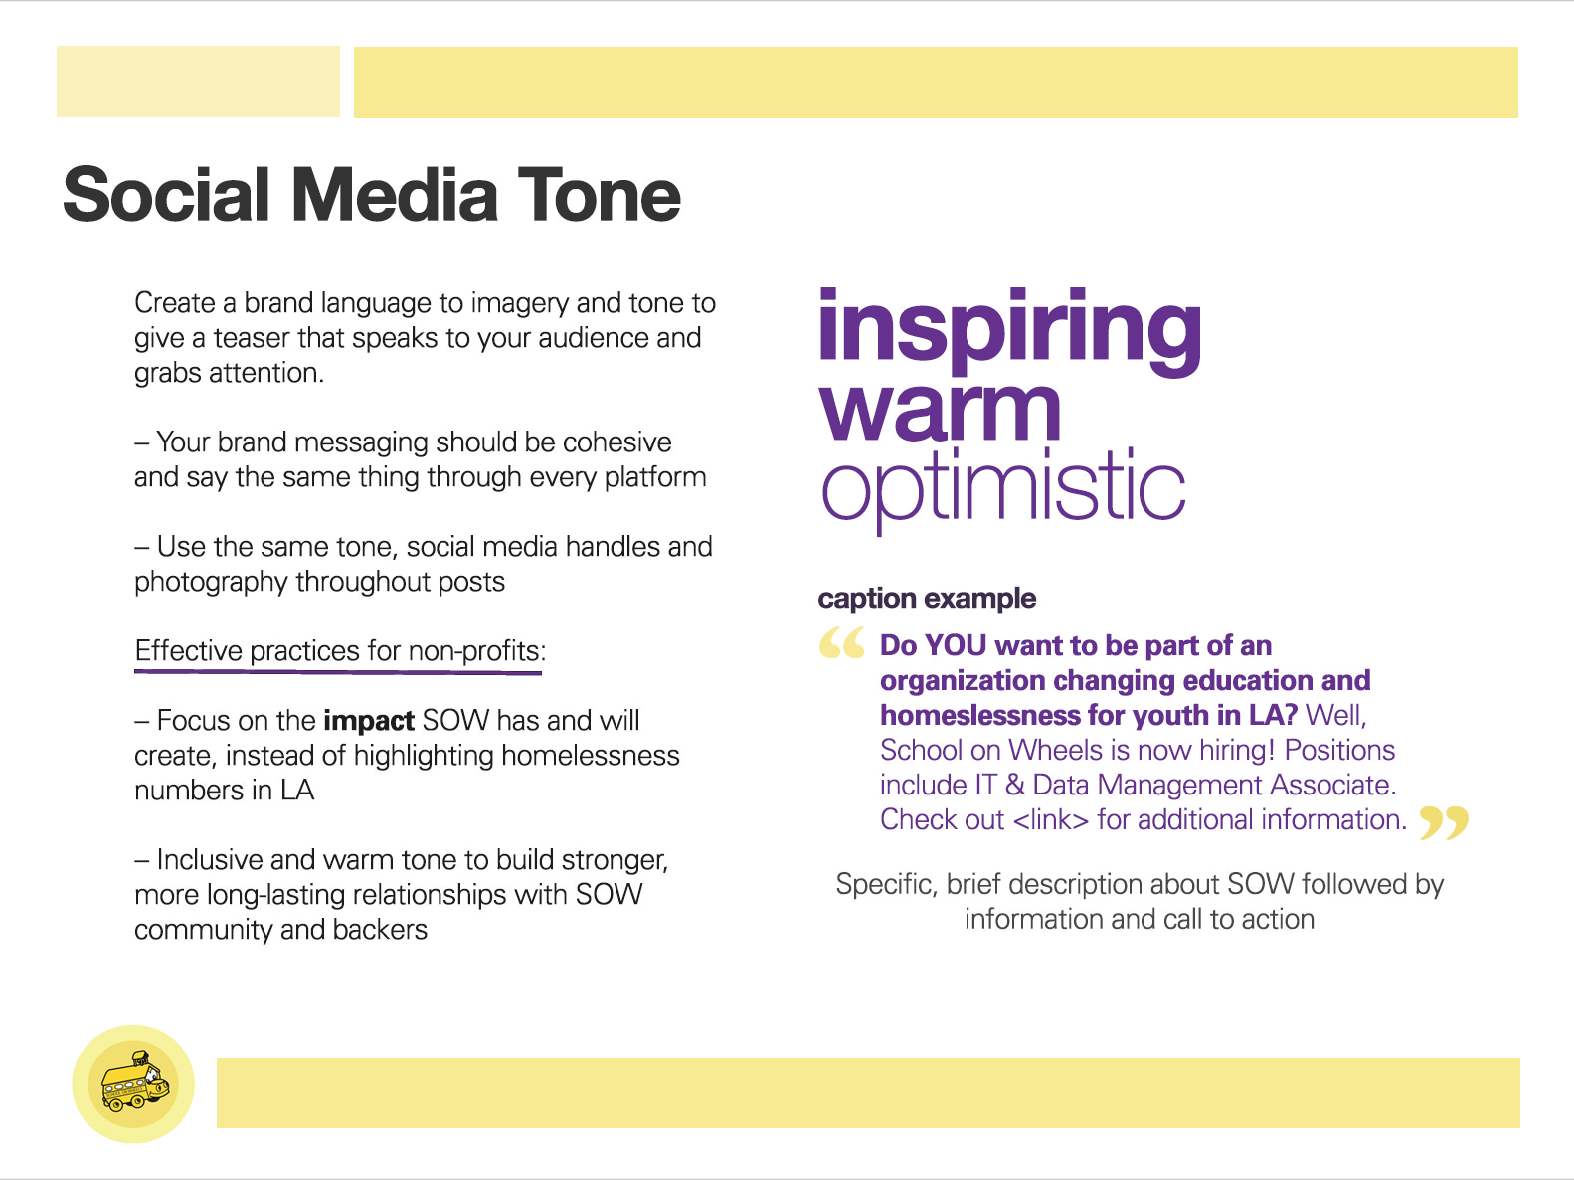 Social Media Tone
Create a brand language to imagery and tone to
give a teaser that speaks to your audience and
grabs attention.
– Your brand messaging should be cohesive
and say the same thing through every platform
– Use the same tone, social media handles and
photography throughout posts
Effective practices for non-profits:
– Focus on the impact SOW has and will
create, instead of highlighting homelessness
numbers in LA
– Inclusive and warm tone to build stronger,
more long-lasting relationships with SOW
community and backers
inspiring
warm
optimistic
caption example
“ Do YOU want to be part of an
organization changing education and
homeslessness for youth in LA? Well,
School on Wheels is now hiring! Positions
include IT & Data Management Associate.
Check out <link> for additional information. ”
Specific, brief description about SOW followed by
information and call to action